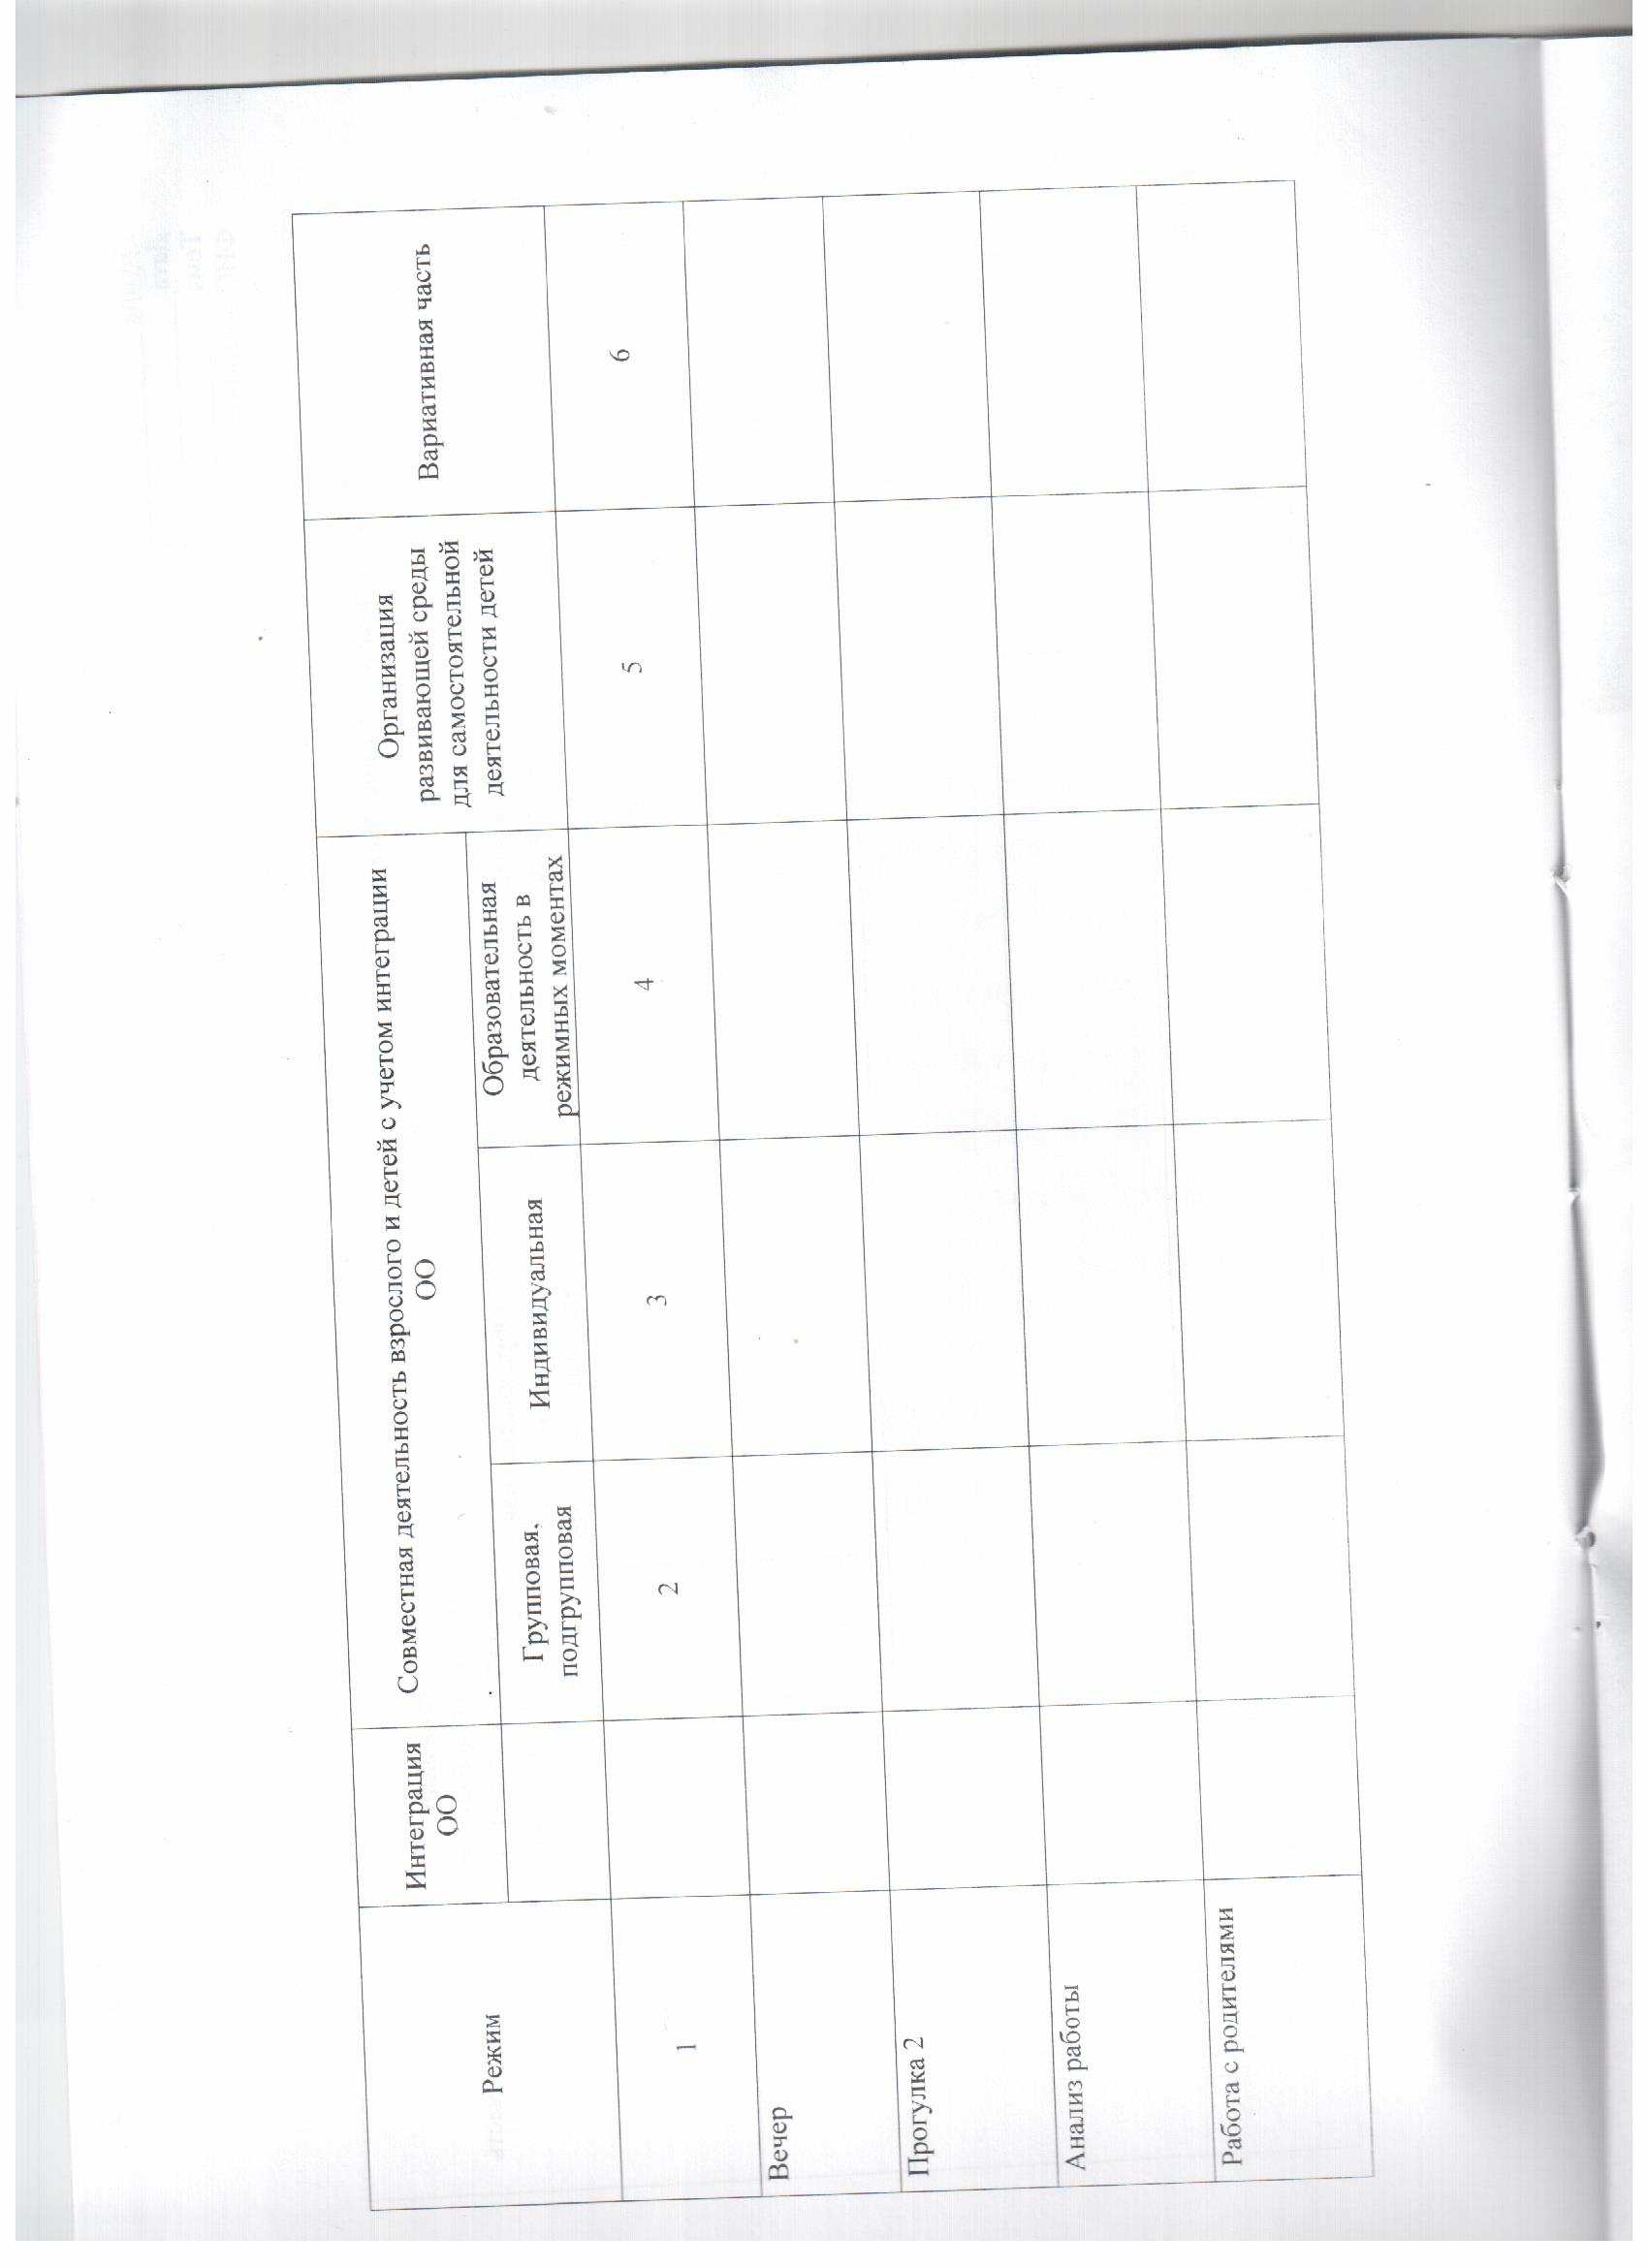 Режим
Интеграция
ОО
Совместная деятельность взрослого и детей с учетом интеграции
ОО
Организация
развивающей среды
для самостоятельной
деятельности детей
Вариативная часть
Групповая,
подгрупповая
Индивидуальная
Образовательная
деятельность в
режимных моментах
1
2
3
4
5
6
Вечер
Прогулка 2
Анализ работы
Работа с родителями